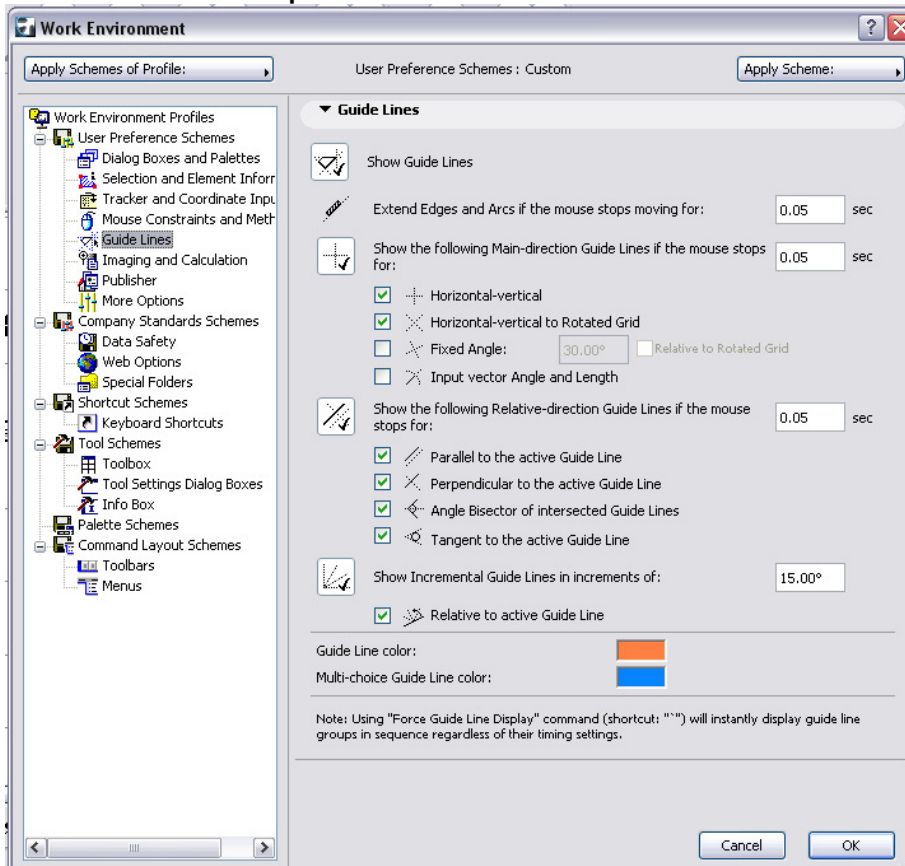 Work Environment
Apply Schemes of Profile:
User Preference Schemes : Custom
Apply Scheme:
Work Environment Profiles
User Preference Schemes
Dialog Boxes and Palettes
Selection and Element Inforr
Tracker and Coordinate Inpu
Mouse Constraints and Meth
Guide Lines
Imaging and Calculation
Publisher
More Options
Company Standards Schemes
Data Safety
Web Options
Special Folders
Shortcut Schemes
Keyboard Shortcuts
Tool Schemes
Toolbox
Tool Settings Dialog Boxes
Info Box
Palette Schemes
Command Layout Schemes
Toolbars
Menus
Guide Lines
Show Guide Lines
Extend Edges and Arcs if the mouse stops moving for: 0.05 sec
Show the following Main-direction Guide Lines if the mouse stops
for: 0.05 sec
Horizontal-vertical
Horizontal-vertical to Rotated Grid
Fixed Angle: 30.00° Relative to Rotated Grid
Input vector Angle and Length
Show the following Relative-direction Guide Lines if the mouse
stops for: 0.05 sec
Parallel to the active Guide Line
Perpendicular to the active Guide Line
Angle Bisector of intersected Guide Lines
Tangent to the active Guide Line
Show Incremental Guide Lines in increments of: 15.00°
Relative to active Guide Line
Guide Line color:
Multi-choice Guide Line color:
Note: Using "Force Guide Line Display" command (shortcut: "`") will instantly display guide line
groups in sequence regardless of their timing settings.
Cancel OK